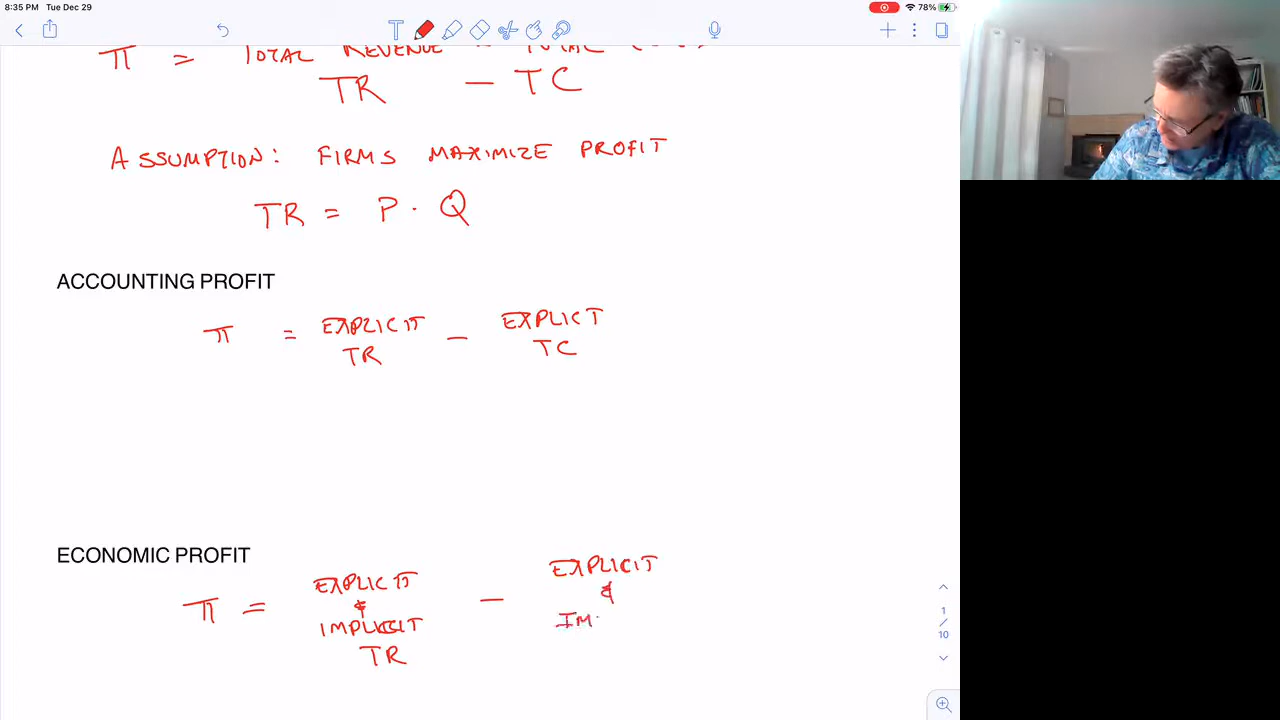 8:35 PM Tue Dec 29 78%
π = TOTAL REVENUE - TOTAL
TR - TC
ASSUMPTION: FIRMS MAXIMIZE PROFIT
TR = P · Q
ACCOUNTING PROFIT
π = EXPLICIT TR - EXPLICT TC
ECONOMIC PROFIT
π = EXPLICIT & IMPLICIT TR - EXPLICIT & IM
1
/
10